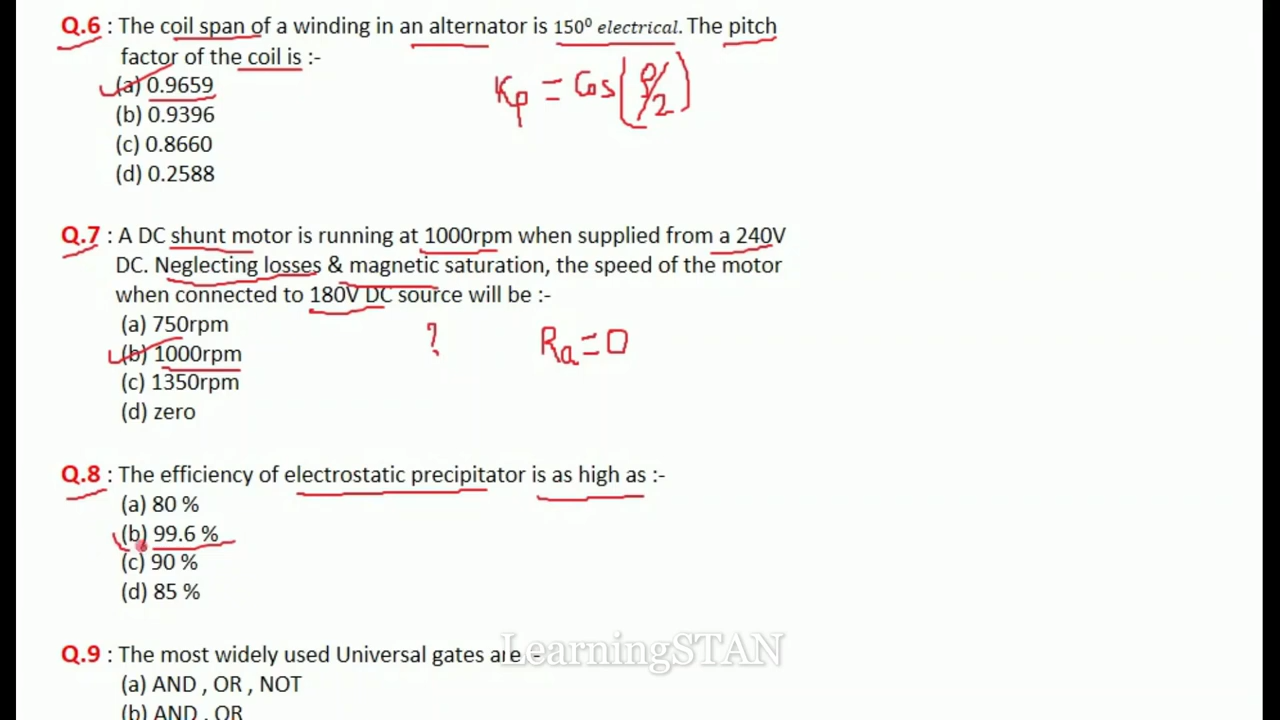 Q.6 : The coil span of a winding in an alternator is 150⁰ electrical. The pitch
factor of the coil is :-
(a) 0.9659
(b) 0.9396
(c) 0.8660
(d) 0.2588
Kp = Cos(
/2)
Q.7 : A DC shunt motor is running at 1000rpm when supplied from a 240V
DC. Neglecting losses & magnetic saturation, the speed of the motor
when connected to 180V DC source will be :-
(a) 750rpm
(b) 1000rpm
(c) 1350rpm
(d) zero
? Ra = 0
Q.8 : The efficiency of electrostatic precipitator is as high as :-
(a) 80 %
(b) 99.6 %
(c) 90 %
(d) 85 %
Q.9 : The most widely used Universal gates are :-
LearningSTAN
(a) AND , OR , NOT
(b) AND , OR